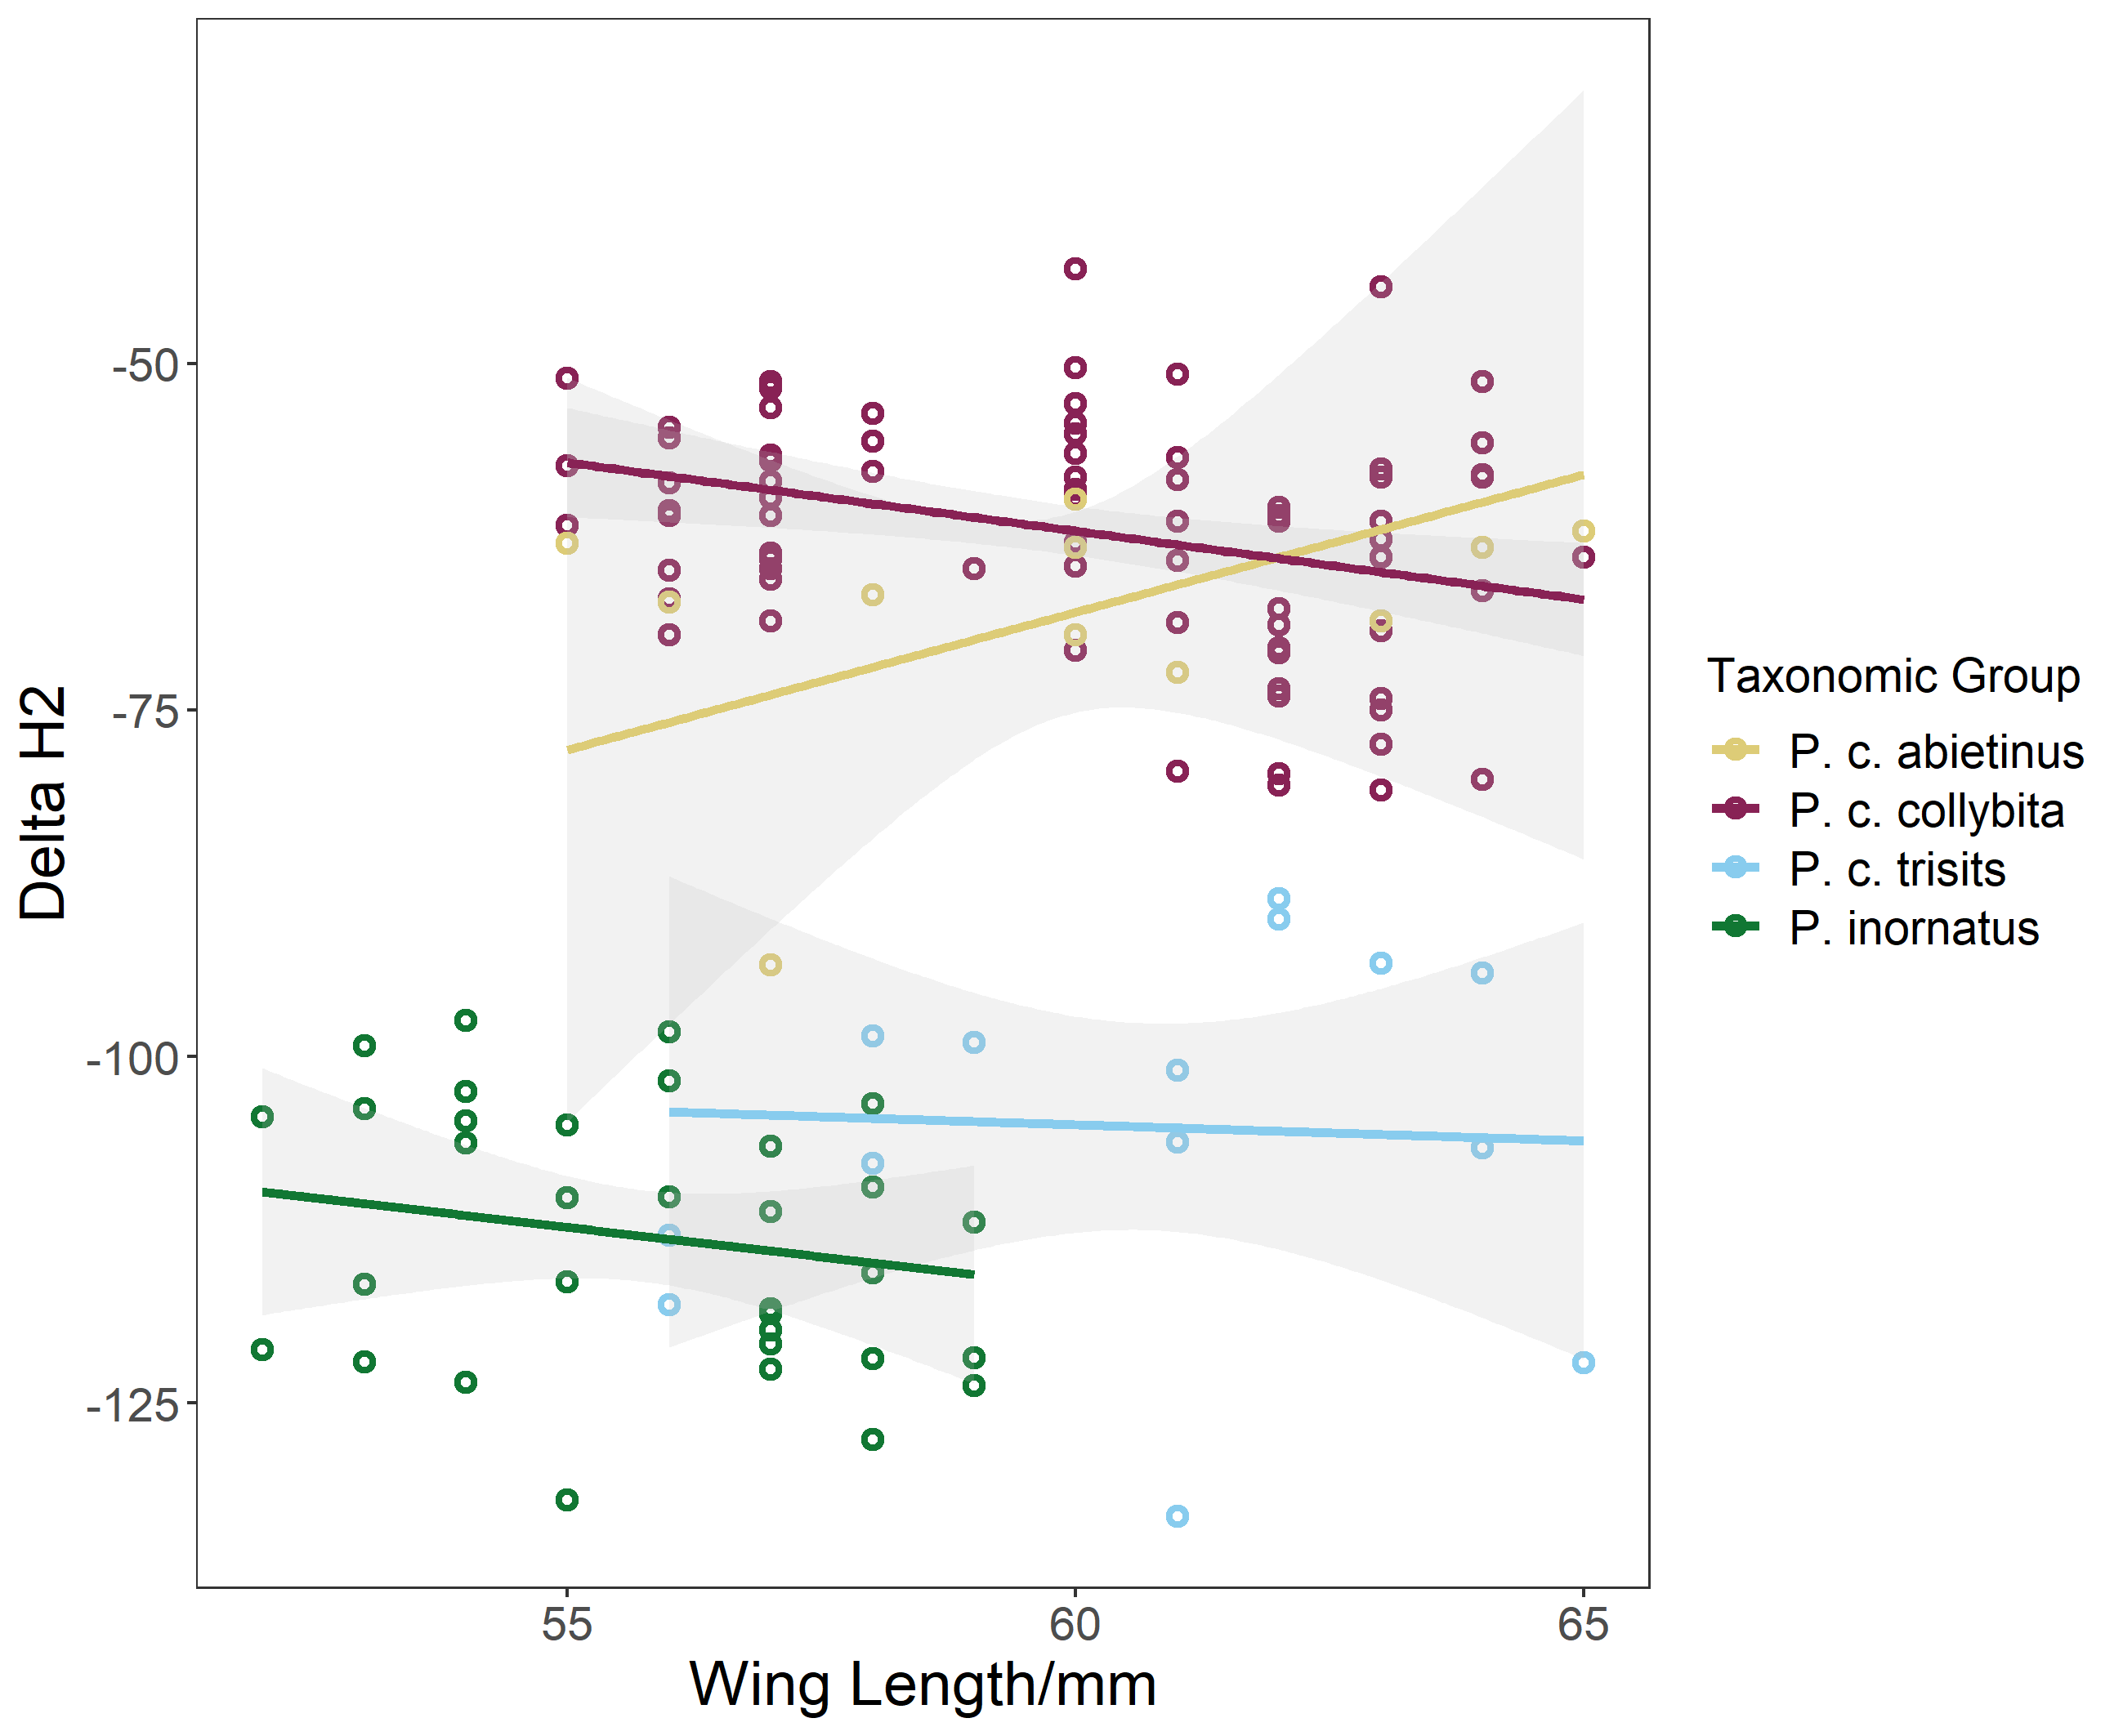 Delta H2
-50
-75
-100
-125
55 60 65
Wing Length/mm
Taxonomic Group
P. c. abietinus
P. c. collybita
P. c. trisits
P. inornatus